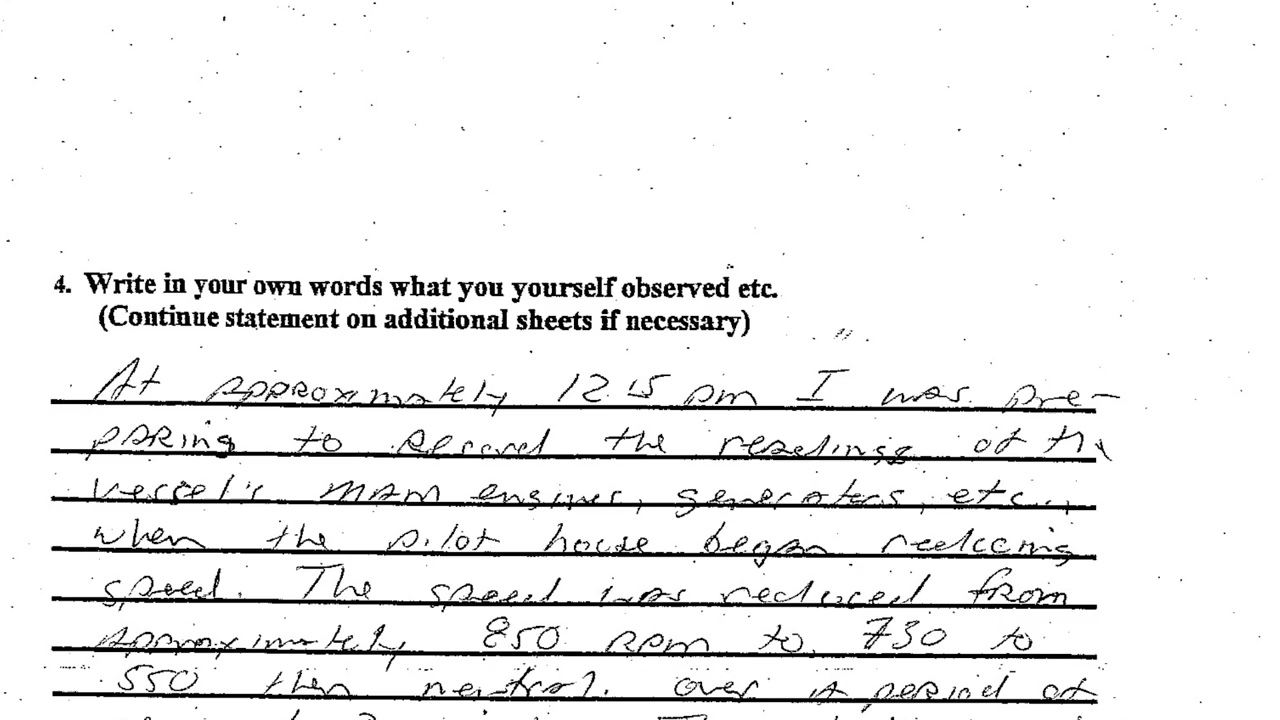 4. Write in your own words what you yourself observed etc.
(Continue statement on additional sheets if necessary)
At approximately 12 15 pm I was pre-
paring to record the readings of the
vessel's main engines, generators, etc..,
when the pilot house began reducing
speed. The speed was reduced from
approximately 850 RPM to 730 to
550 then neutral. over a period of